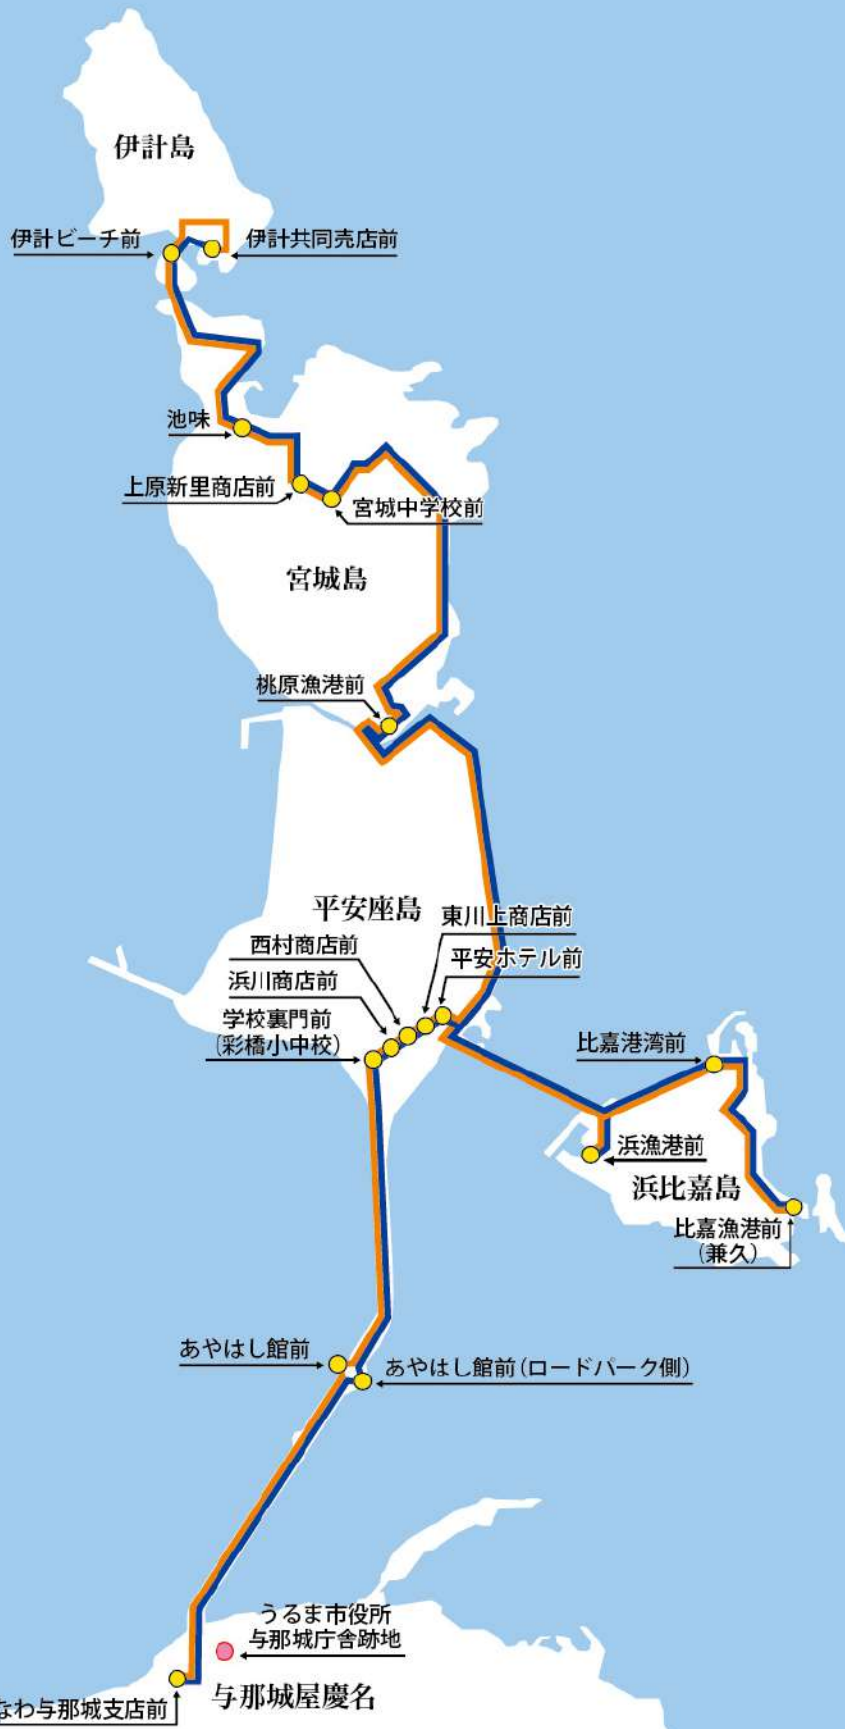 伊計島
伊計ビーチ前
伊計共同売店前
池味
上原新里商店前
宮城中学校前
宮城島
桃原漁港前
平安座島
東川上商店前
西村商店前
平安ホテル前
浜川商店前
学校裏門前
(彩橋小中校)
比嘉港湾前
浜漁港前
浜比嘉島
比嘉漁港前
(兼久)
あやはし館前
あやはし館前(ロードパーク側)
うるま市役所
与那城庁舎跡地
なわ与那城支店前
与那城屋慶名